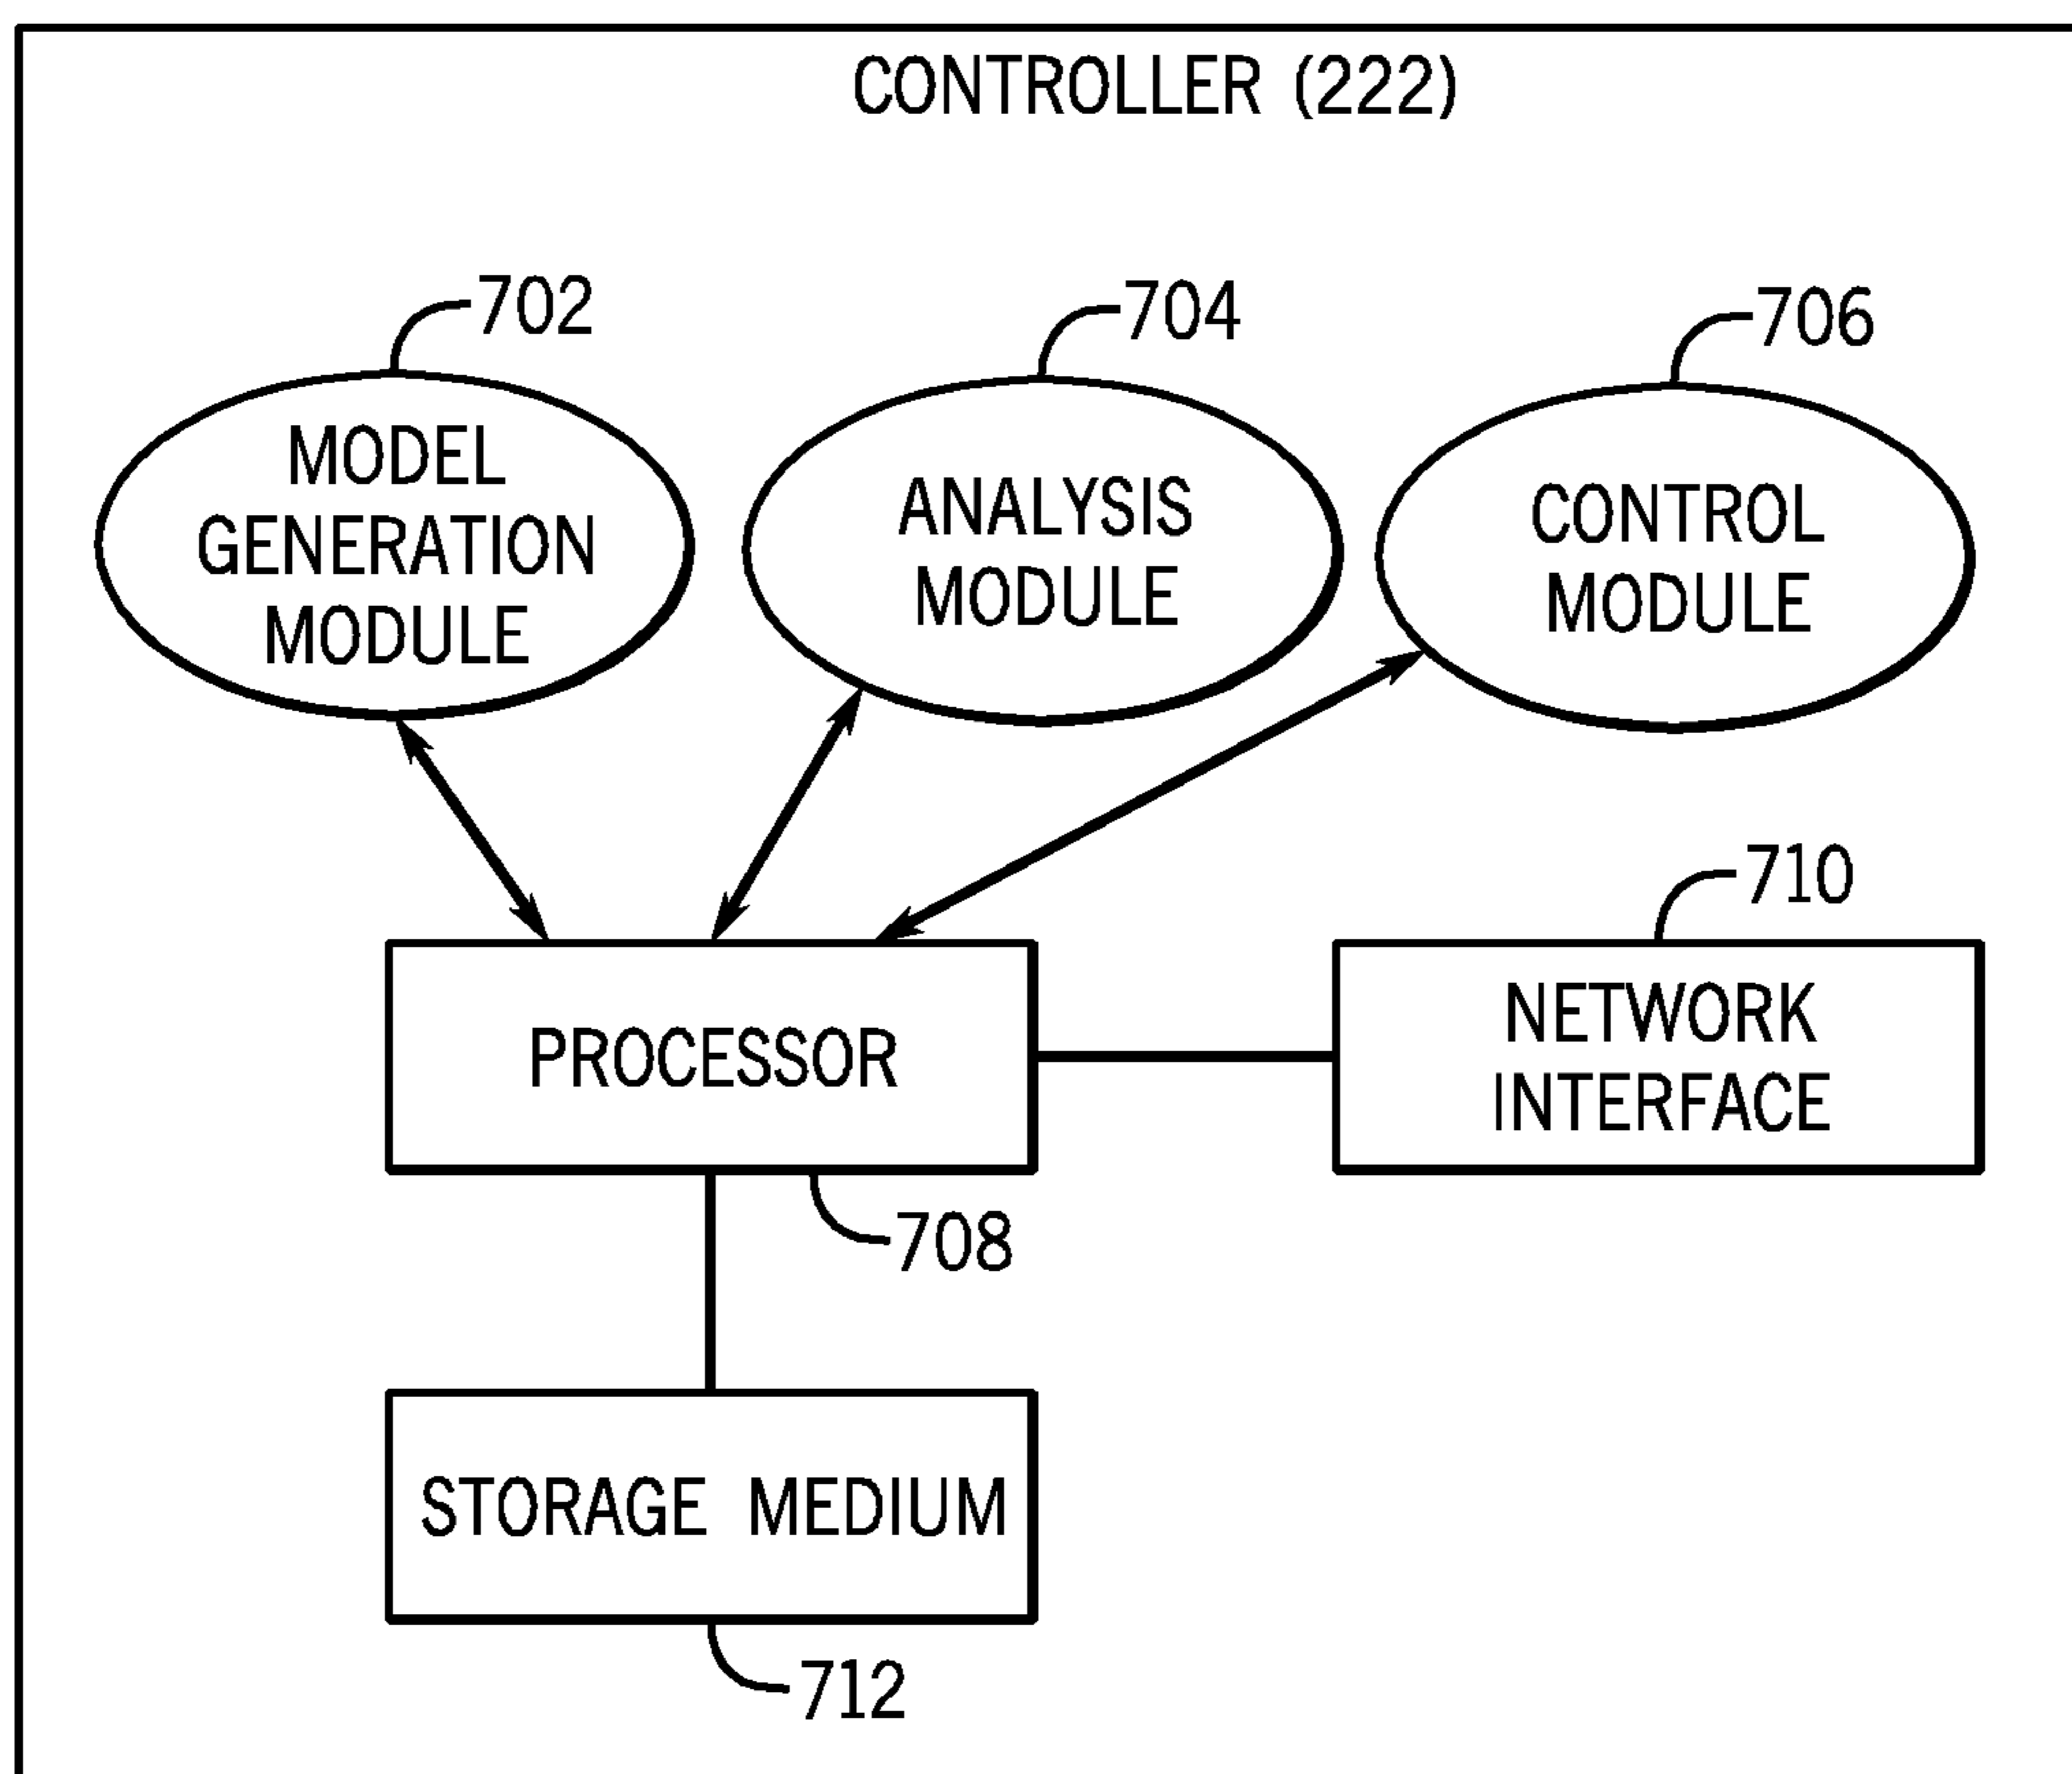 CONTROLLER (222)
702
704
706
MODEL
GENERATION
MODULE
ANALYSIS
MODULE
CONTROL
MODULE
710
PROCESSOR
NETWORK
INTERFACE
708
STORAGE MEDIUM
712